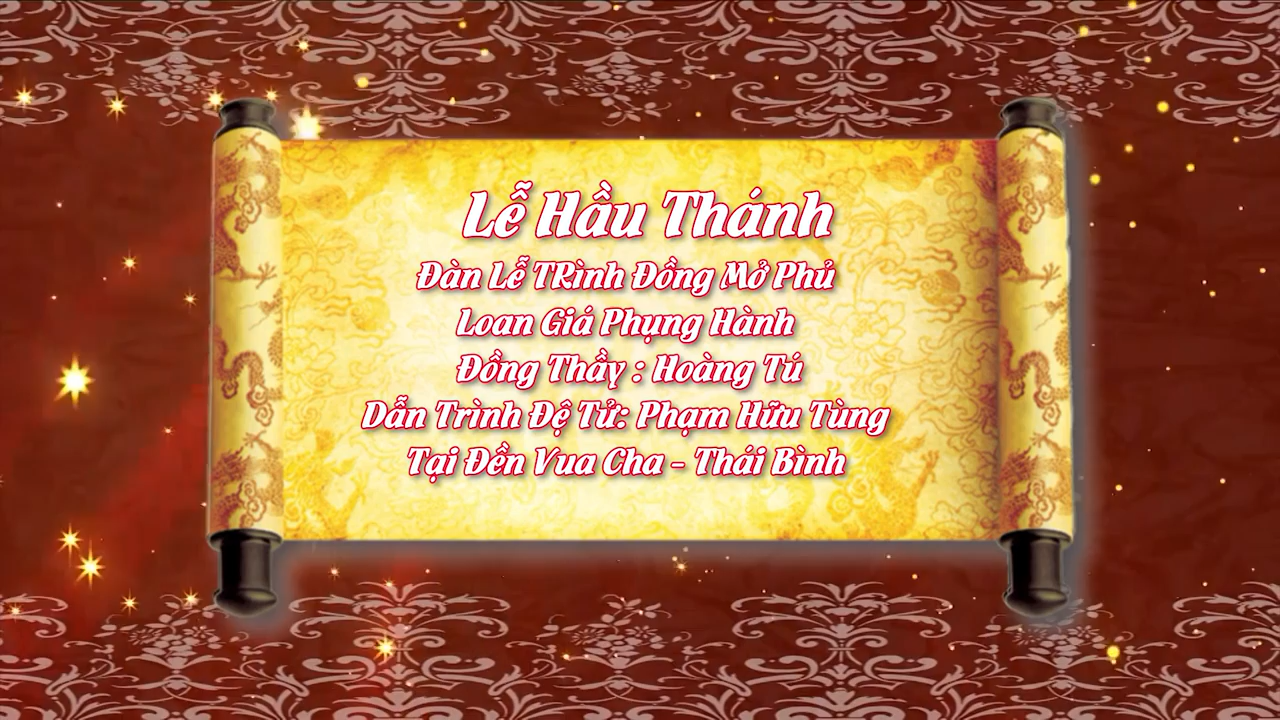 Lễ Hầu Thánh
Đàn Lễ TRình Đồng Mở Phủ
Loan Giá Phụng Hành
Đồng Thầy : Hoàng Tú
Dẫn Trình Đệ Tử: Phạm Hữu Tùng
Tại Đền Vua Cha - Thái Bình